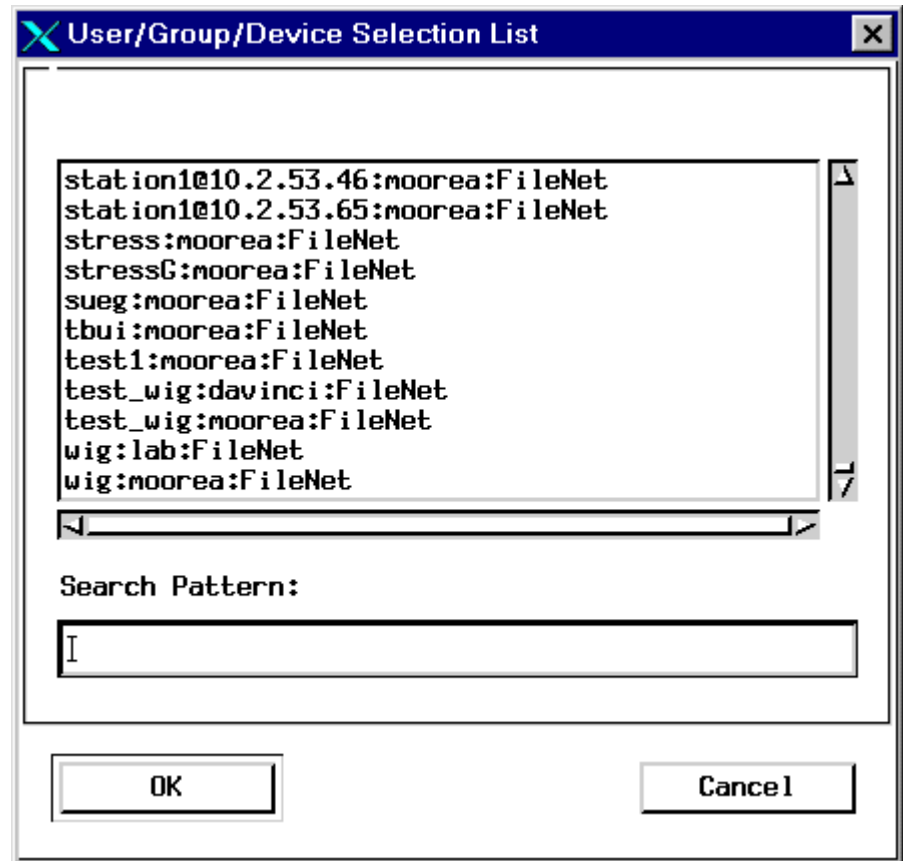 User/Group/Device Selection List
station1@10.2.53.46:moorea:FileNet
station1@10.2.53.65:moorea:FileNet
stress:moorea:FileNet
stressG:moorea:FileNet
sueg:moorea:FileNet
tbui:moorea:FileNet
test1:moorea:FileNet
test_wig:davinci:FileNet
test_wig:moorea:FileNet
wig:lab:FileNet
wig:moorea:FileNet
Search Pattern:
OK
Cancel